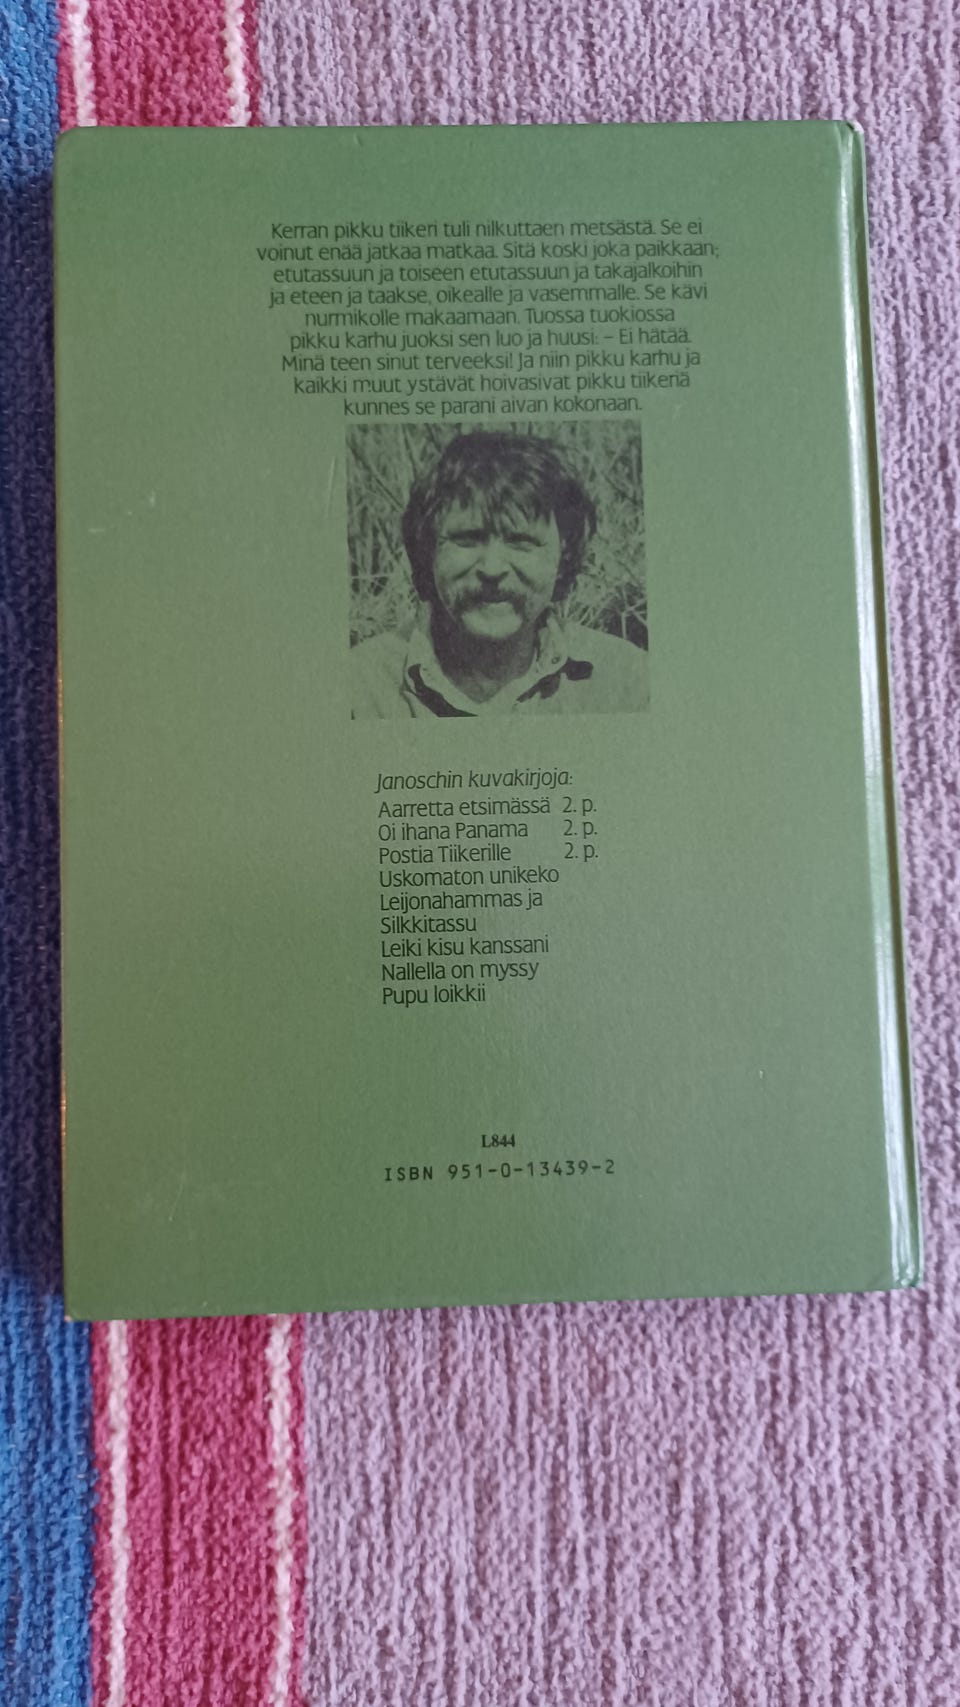 Kerran pikku tiikeri tuli nilkuttaen metsästä. Se ei
voinut enää jatkaa matkaa. Sitä koski joka paikkaan;
etutassuun ja toiseen etutassuun ja takajalkoihin
ja eteen ja taakse, oikealle ja vasemmalle. Se kävi
nurmikolle makaamaan. Tuossa tuokiossa
pikku karhu juoksi sen luo ja huusi: – Ei hätää.
Minä teen sinut terveeksi! Ja niin pikku karhu ja
kaikki muut ystävät hoivasivat pikku tiikeriä
kunnes se parani aivan kokonaan.
Janoschin kuvakirjoja:
Aarretta etsimässä 2. p.
Oi ihana Panama 2. p.
Postia Tiikerille 2. p.
Uskomaton unikeko
Leijonahammas ja
Silkkitassu
Leiki kisu kanssani
Nallella on myssy
Pupu loikkii
L844
ISBN 951-0-13439-2